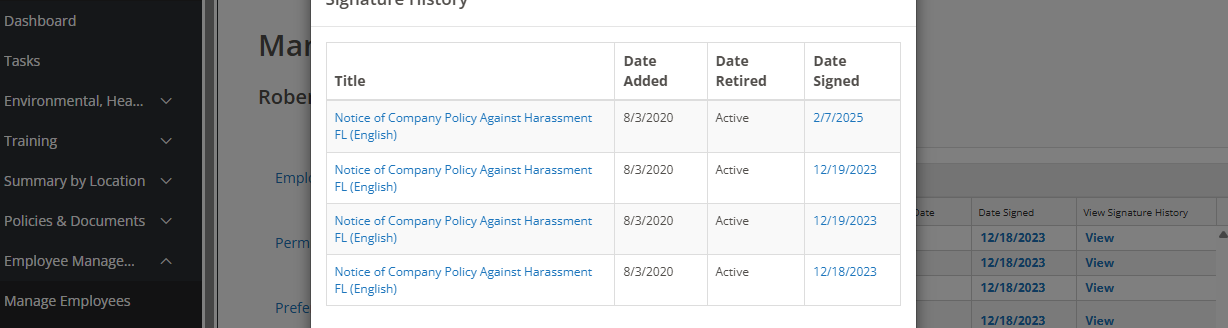 Dashboard
Tasks
Environmental, Hea...
Training
Summary by Location
Policies & Documents
Employee Manage...
Manage Employees
Signature History
Title
Date Added
Date Retired
Date Signed
Notice of Company Policy Against Harassment
FL (English)
8/3/2020
Active
2/7/2025
Notice of Company Policy Against Harassment
FL (English)
8/3/2020
Active
12/19/2023
Notice of Company Policy Against Harassment
FL (English)
8/3/2020
Active
12/19/2023
Notice of Company Policy Against Harassment
FL (English)
8/3/2020
Active
12/18/2023
Date
Date Signed
View Signature History
12/18/2023
View
12/18/2023
View
12/18/2023
View
12/18/2023
View